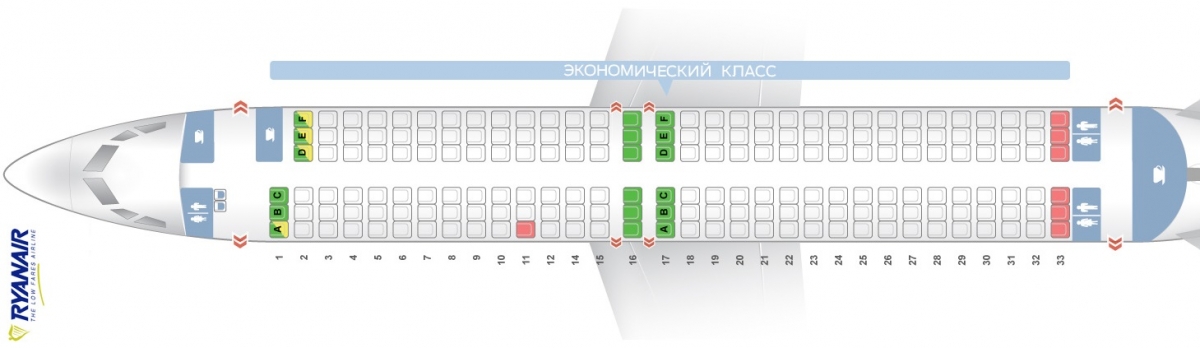 ЭКОНОМИЧЕСКИЙ КЛАСС
F F
E E
D D
C C
B B
A A
1 2 3 4 5 6 7 8 9 10 11 12 13 14 15 16 17 18 19 20 21 22 23 24 25 26 27 28 29 30 31 32 33
RYANAIR
THE LOW FARES AIRLINE